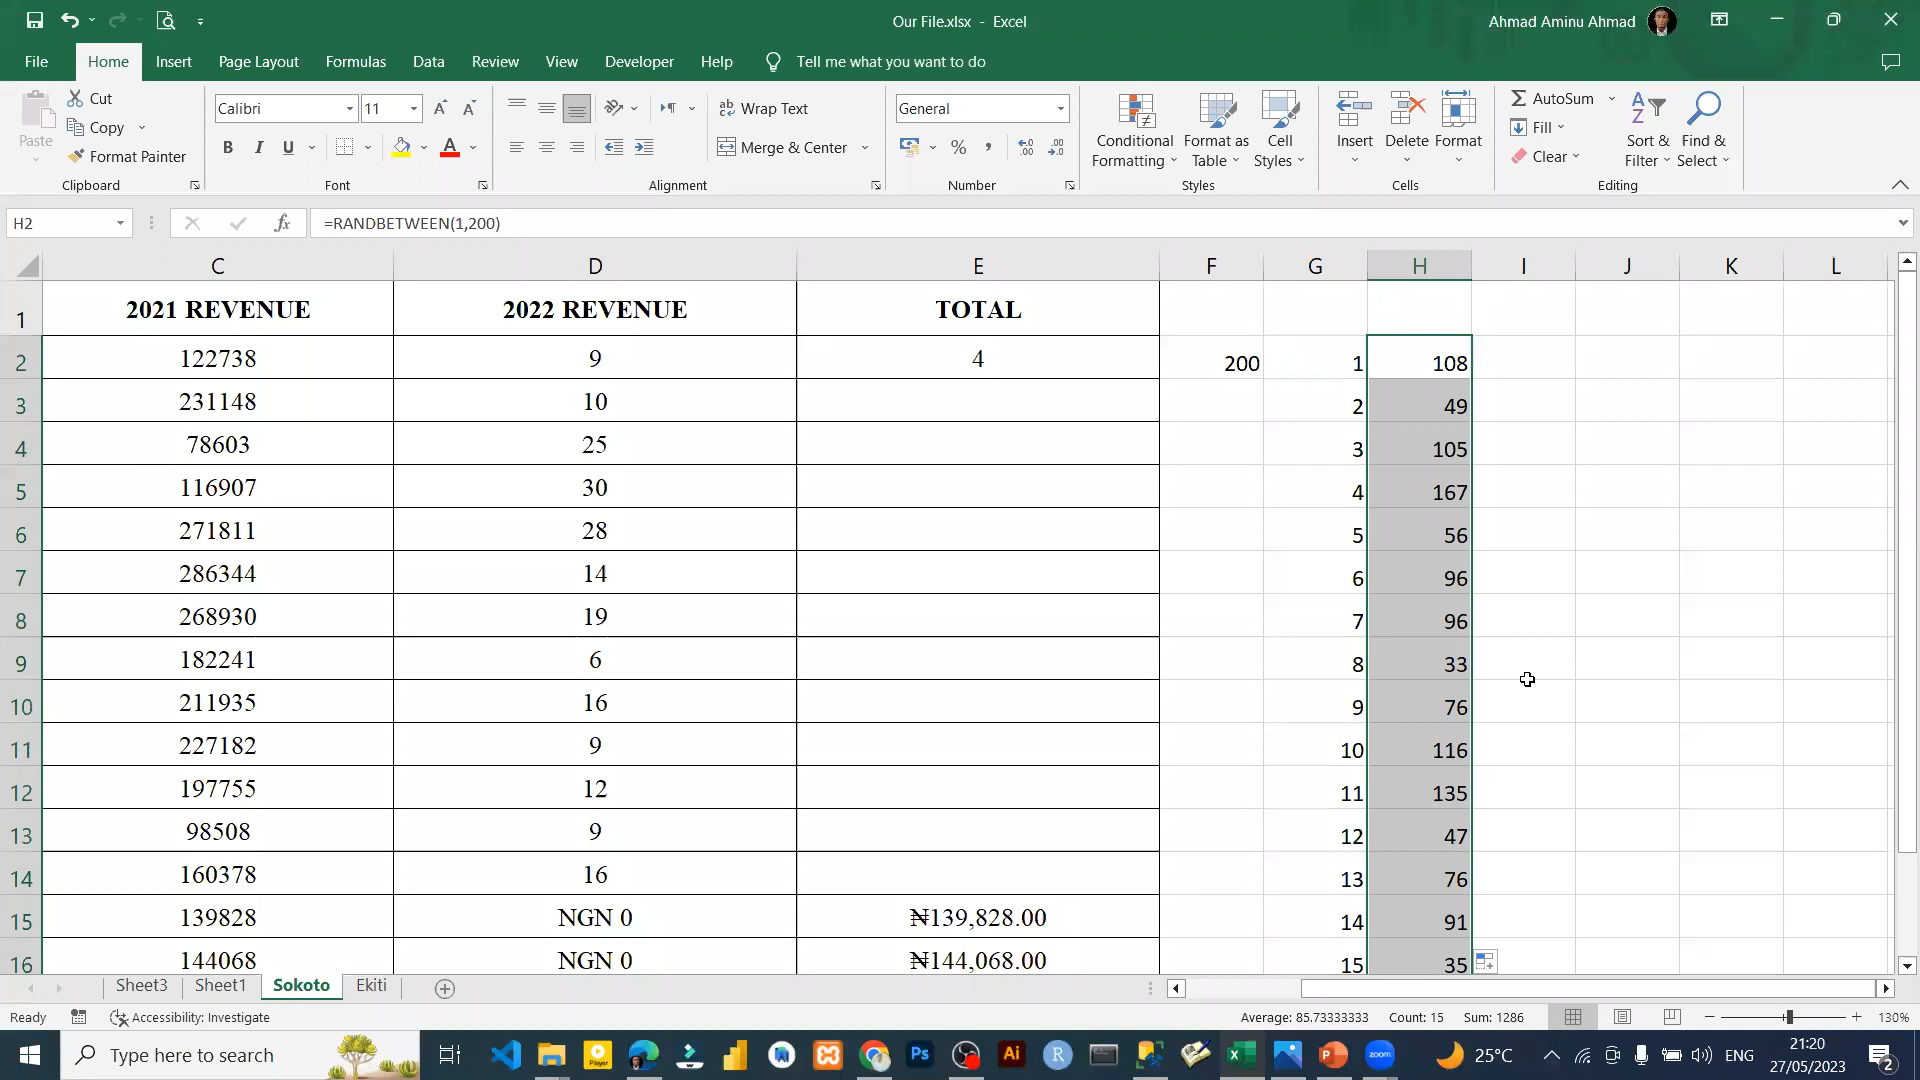 Our File.xlsx - Excel
Ahmad Aminu Ahmad
File Home Insert Page Layout Formulas Data Review View Developer Help Tell me what you want to do
Paste Cut Copy Format Painter Clipboard
Calibri 11 A A B I U A Font
ab Wrap Text Merge & Center Alignment
General % , Number
Conditional Formatting Format as Table Cell Styles Styles
Insert Delete Format Cells
AutoSum Fill Clear Sort & Filter Find & Select Editing
H2 fx =RANDBETWEEN(1,200)
C D E F G H I J K L
1 2021 REVENUE 2022 REVENUE TOTAL
2 122738 9 4 200 1 108
3 231148 10 2 49
4 78603 25 3 105
5 116907 30 4 167
6 271811 28 5 56
7 286344 14 6 96
8 268930 19 7 96
9 182241 6 8 33
10 211935 16 9 76
11 227182 9 10 116
12 197755 12 11 135
13 98508 9 12 47
14 160378 16 13 76
15 139828 NGN 0 ₦139,828.00 14 91
16 144068 NGN 0 ₦144,068.00 15 35
Sheet3 Sheet1 Sokoto Ekiti
Ready Accessibility: Investigate Average: 85.73333333 Count: 15 Sum: 1286 130%
Type here to search Player Ps Ai R zoom 25°C ENG 21:20 27/05/2023 2